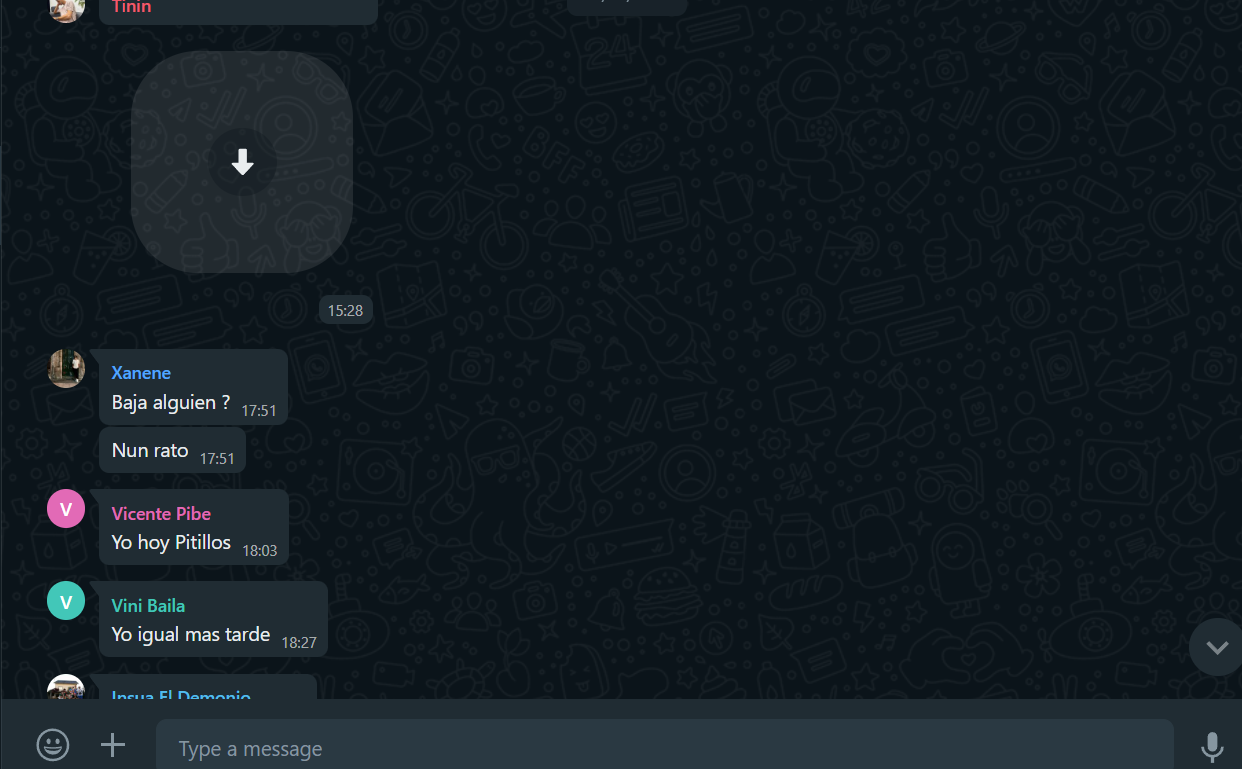 Tinin
15:28
Xanene
Baja alguien ? 17:51
Nun rato 17:51
V
Vicente Pibe
Yo hoy Pitillos 18:03
V
Vini Baila
Yo igual mas tarde 18:27
Insua El Demonio
Type a message